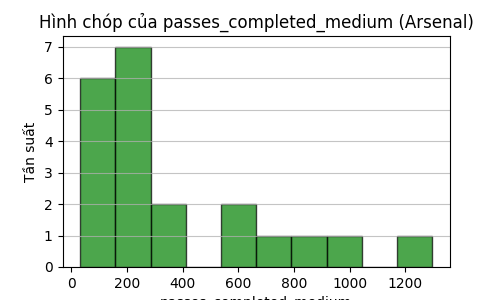 Hình chóp của passes_completed_medium (Arsenal)
7
6
5
4
3
2
1
0
Tần suất
0 200 400 600 800 1000 1200
passes_completed_medium